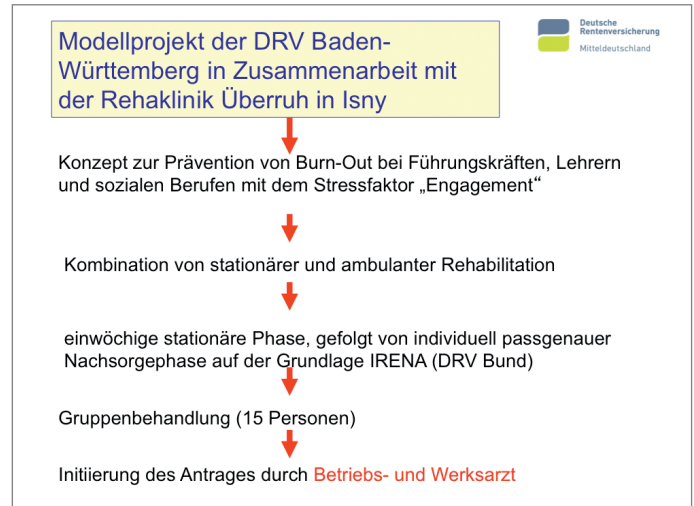 Modellprojekt der DRV Baden-
Württemberg in Zusammenarbeit mit
der Rehaklinik Überruh in Isny
Deutsche
Rentenversicherung
Mitteldeutschland
Konzept zur Prävention von Burn-Out bei Führungskräften, Lehrern
und sozialen Berufen mit dem Stressfaktor „Engagement“
Kombination von stationärer und ambulanter Rehabilitation
einwöchige stationäre Phase, gefolgt von individuell passgenauer
Nachsorgephase auf der Grundlage IRENA (DRV Bund)
Gruppenbehandlung (15 Personen)
Initiierung des Antrages durch Betriebs- und Werksarzt